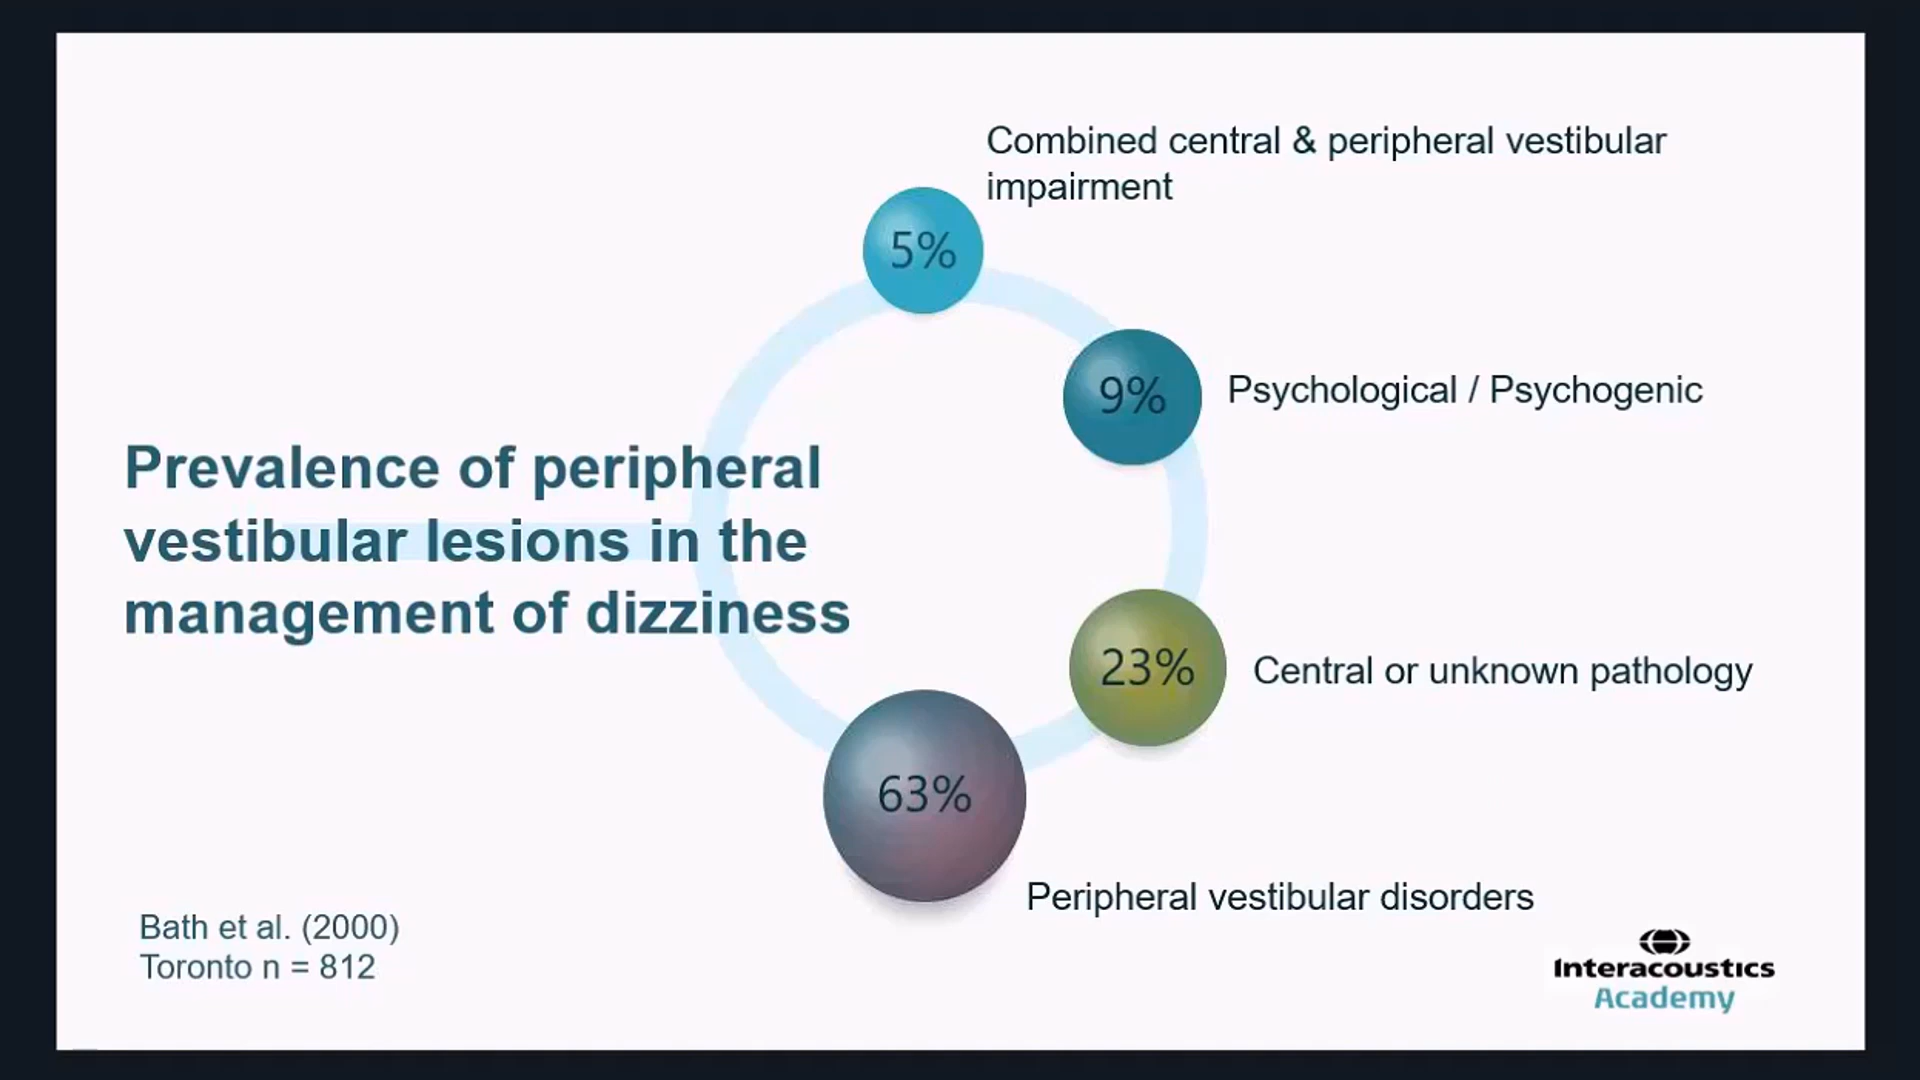 Combined central & peripheral vestibular
impairment
5%
9%
Psychological / Psychogenic
Prevalence of peripheral
vestibular lesions in the
management of dizziness
23%
Central or unknown pathology
63%
Peripheral vestibular disorders
Bath et al. (2000)
Toronto n = 812
Interacoustics
Academy